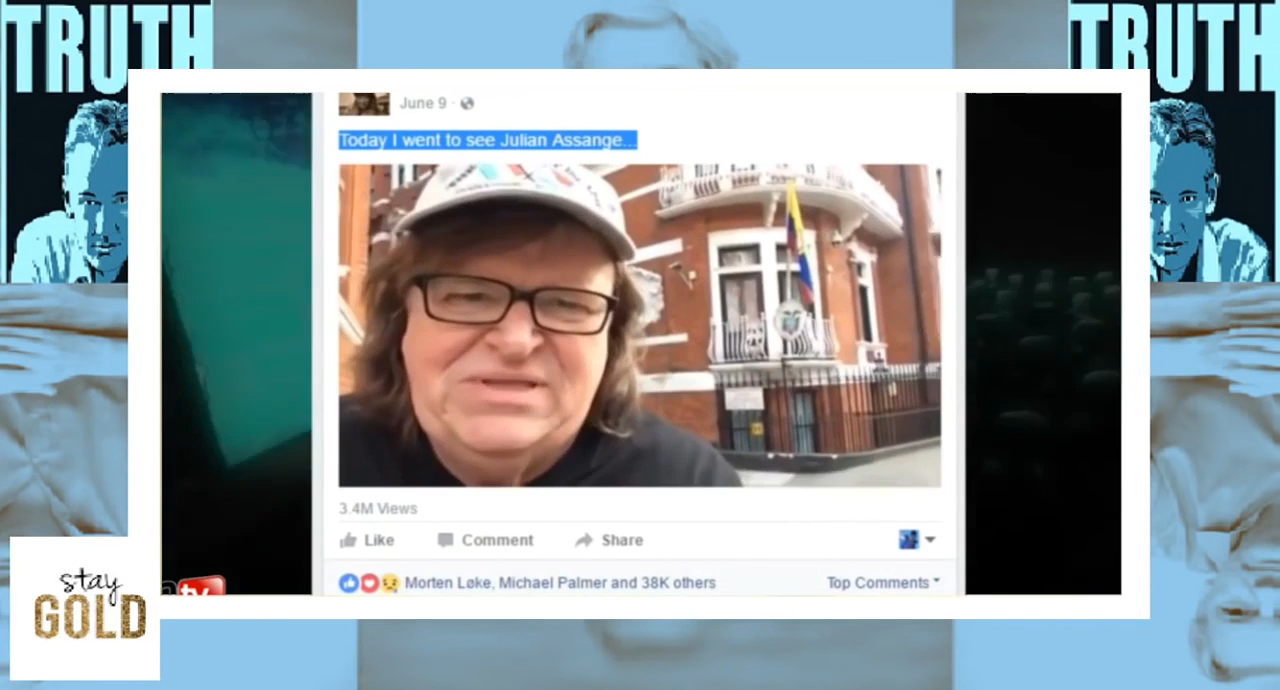 TRUTH
TRUTH
June 9
Today I went to see Julian Assange...
3.4M Views
Like
Comment
Share
Morten Løke, Michael Palmer and 38K others
Top Comments
tv
stay
GOLD